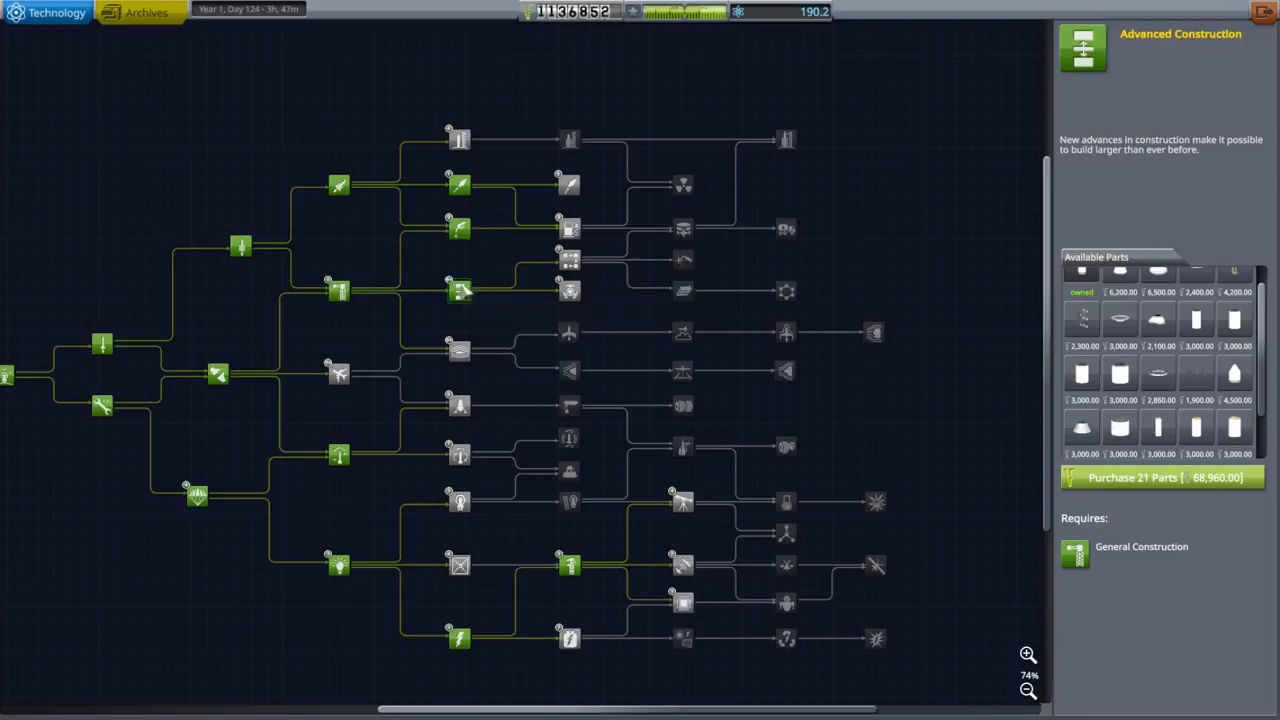 Technology
Archives
Year 1, Day 124 - 3h, 47m
1136852
190.2
Advanced Construction
New advances in construction make it possible
to build larger than ever before.
Available Parts
owned 6,200.00 6,500.00 2,400.00 4,200.00
2,300.00 3,000.00 2,100.00 3,000.00 3,000.00
3,000.00 3,000.00 2,860.00 1,900.00 4,500.00
3,000.00 3,000.00 3,000.00 3,000.00 3,000.00
Purchase 21 Parts [ 68,960.00]
Requires:
General Construction
74%